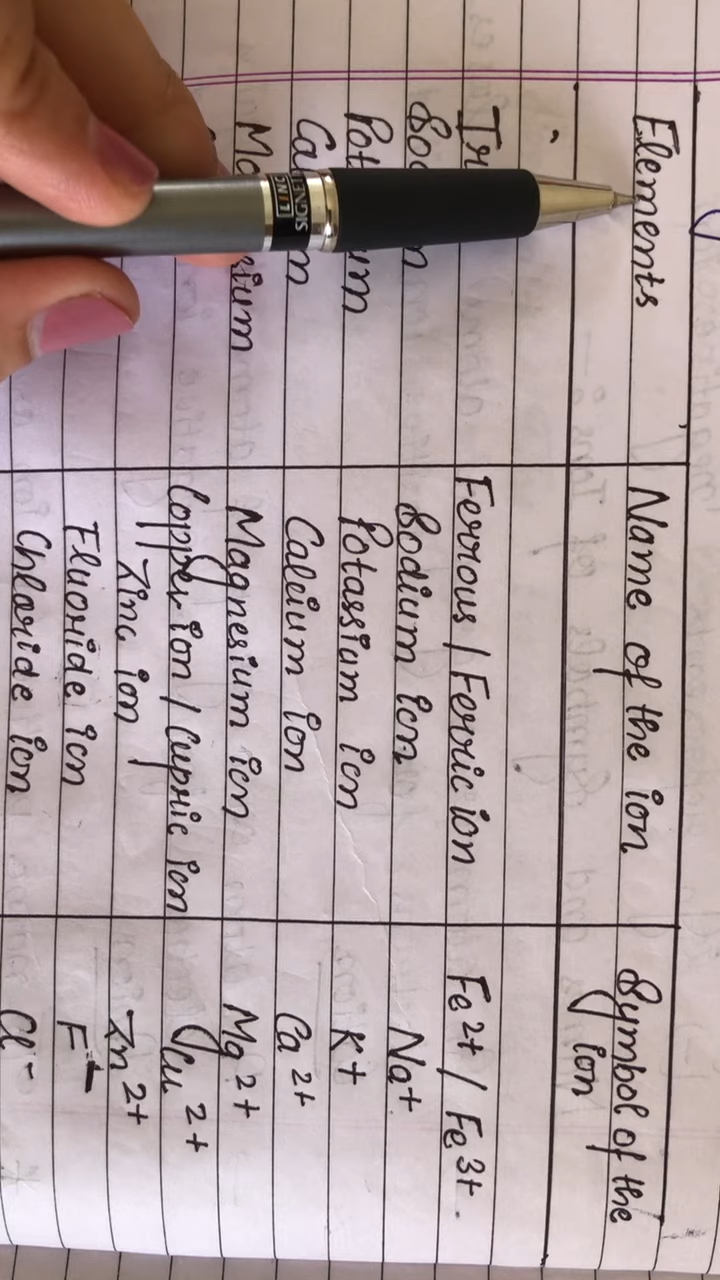 Elements Name of the ion Symbol of the
ion
Ferrous / Ferric ion Fe2+ / Fe3+.
Sodium ion Na+
Potassium ion K+
Calcium ion Ca2+
Magnesium ion Mg2+
Copper ion / Cupric ion Cu2+
Zinc ion Zn2+
Fluoride ion F-
Chloride ion Cl-
LINC
SIGNET